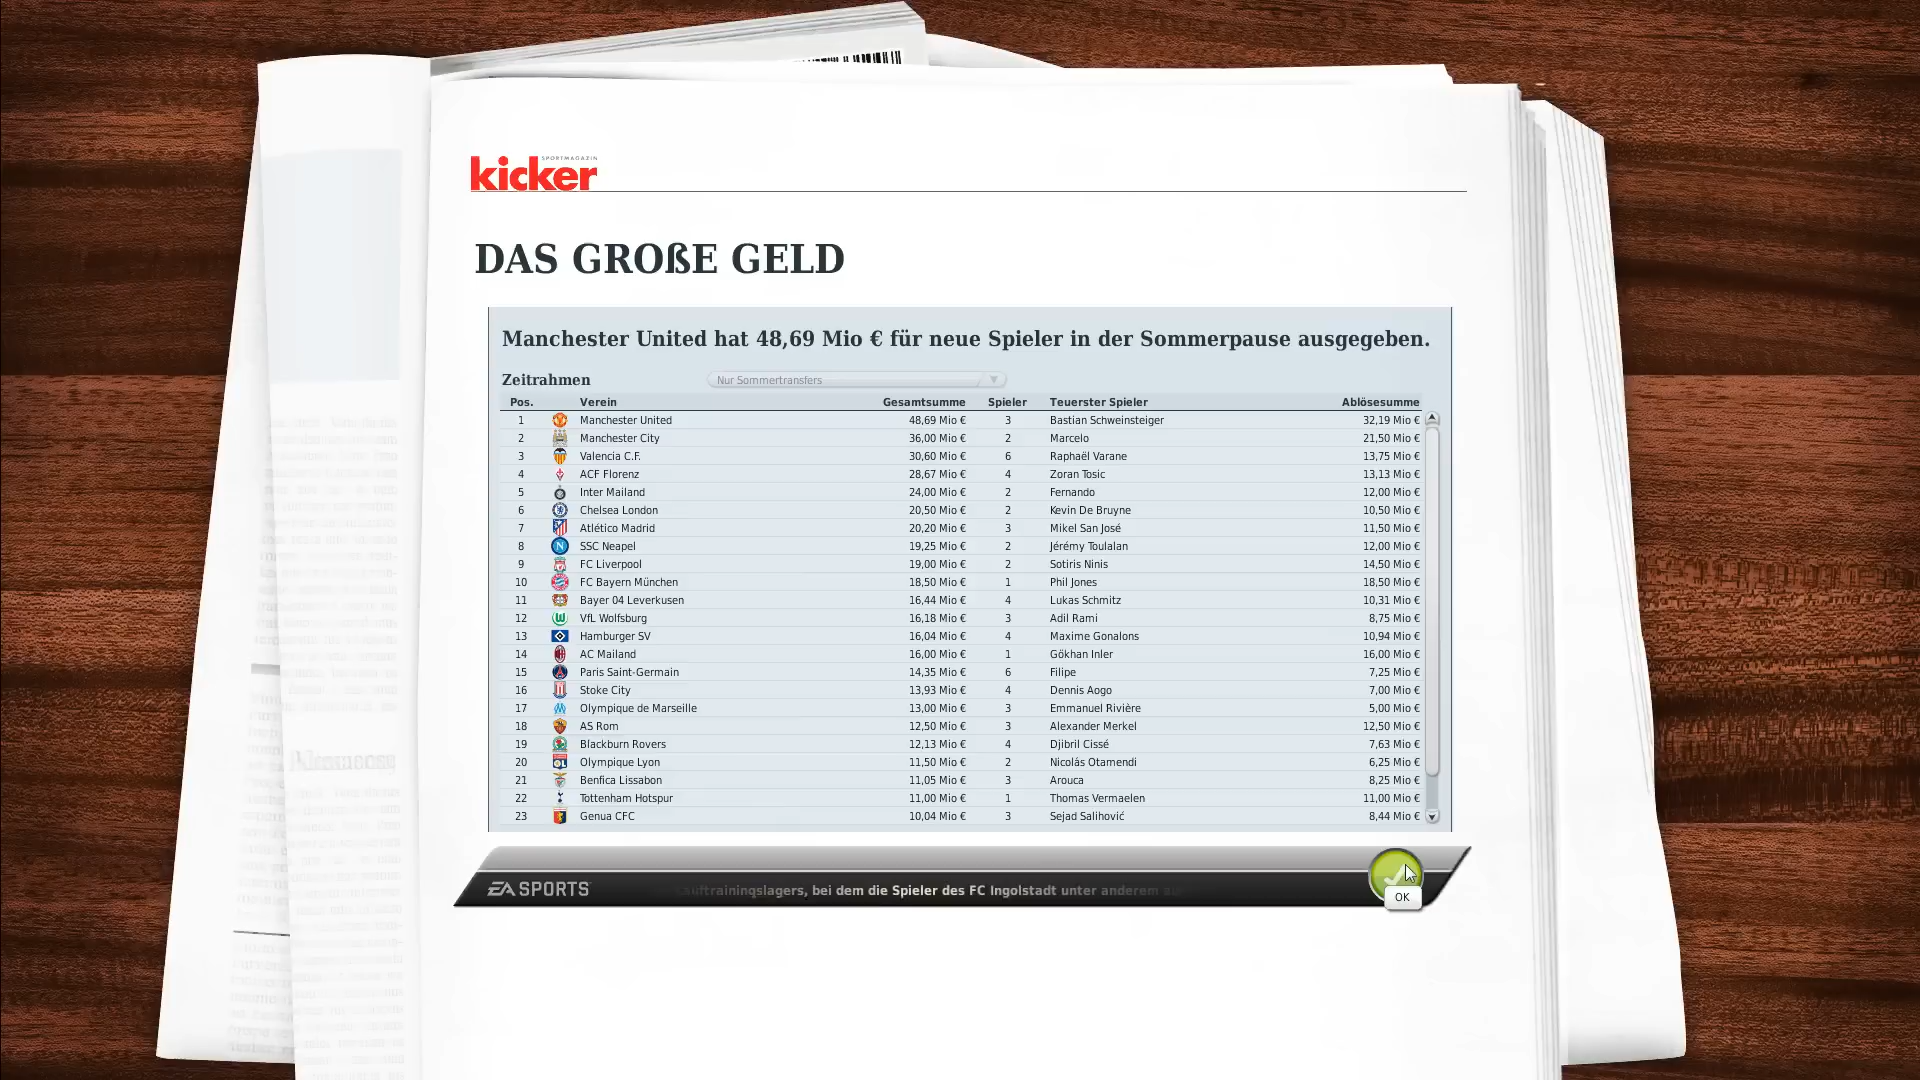 kicker SPORTMAGAZIN
DAS GROßE GELD
Manchester United hat 48,69 Mio € für neue Spieler in der Sommerpause ausgegeben.
Zeitrahmen Nur Sommertransfers
Pos. Verein Gesamtsumme Spieler Teuerster Spieler Ablösesumme
1 Manchester United 48,69 Mio € 3 Bastian Schweinsteiger 32,19 Mio €
2 Manchester City 36,00 Mio € 2 Marcelo 21,50 Mio €
3 Valencia C.F. 30,60 Mio € 6 Raphaël Varane 13,75 Mio €
4 ACF Florenz 28,67 Mio € 4 Zoran Tosic 13,13 Mio €
5 Inter Mailand 24,00 Mio € 2 Fernando 12,00 Mio €
6 Chelsea London 20,50 Mio € 2 Kevin De Bruyne 10,50 Mio €
7 Atlético Madrid 20,20 Mio € 3 Mikel San José 11,50 Mio €
8 SSC Neapel 19,25 Mio € 2 Jérémy Toulalan 12,00 Mio €
9 FC Liverpool 19,00 Mio € 2 Sotiris Ninis 14,50 Mio €
10 FC Bayern München 18,50 Mio € 1 Phil Jones 18,50 Mio €
11 Bayer 04 Leverkusen 16,44 Mio € 4 Lukas Schmitz 10,31 Mio €
12 VfL Wolfsburg 16,18 Mio € 3 Adil Rami 8,75 Mio €
13 Hamburger SV 16,04 Mio € 4 Maxime Gonalons 10,94 Mio €
14 AC Mailand 16,00 Mio € 1 Gökhan Inler 16,00 Mio €
15 Paris Saint-Germain 14,35 Mio € 6 Filipe 7,25 Mio €
16 Stoke City 13,93 Mio € 4 Dennis Aogo 7,00 Mio €
17 Olympique de Marseille 13,00 Mio € 3 Emmanuel Rivière 5,00 Mio €
18 AS Rom 12,50 Mio € 3 Alexander Merkel 12,50 Mio €
19 Blackburn Rovers 12,13 Mio € 4 Djibril Cissé 7,63 Mio €
20 Olympique Lyon 11,50 Mio € 2 Nicolás Otamendi 6,25 Mio €
21 Benfica Lissabon 11,05 Mio € 3 Arouca 8,25 Mio €
22 Tottenham Hotspur 11,00 Mio € 1 Thomas Vermaelen 11,00 Mio €
23 Genua CFC 10,04 Mio € 3 Sejad Salihović 8,44 Mio €
EA SPORTS auftrainingslagers, bei dem die Spieler des FC Ingolstadt unter anderem
OK